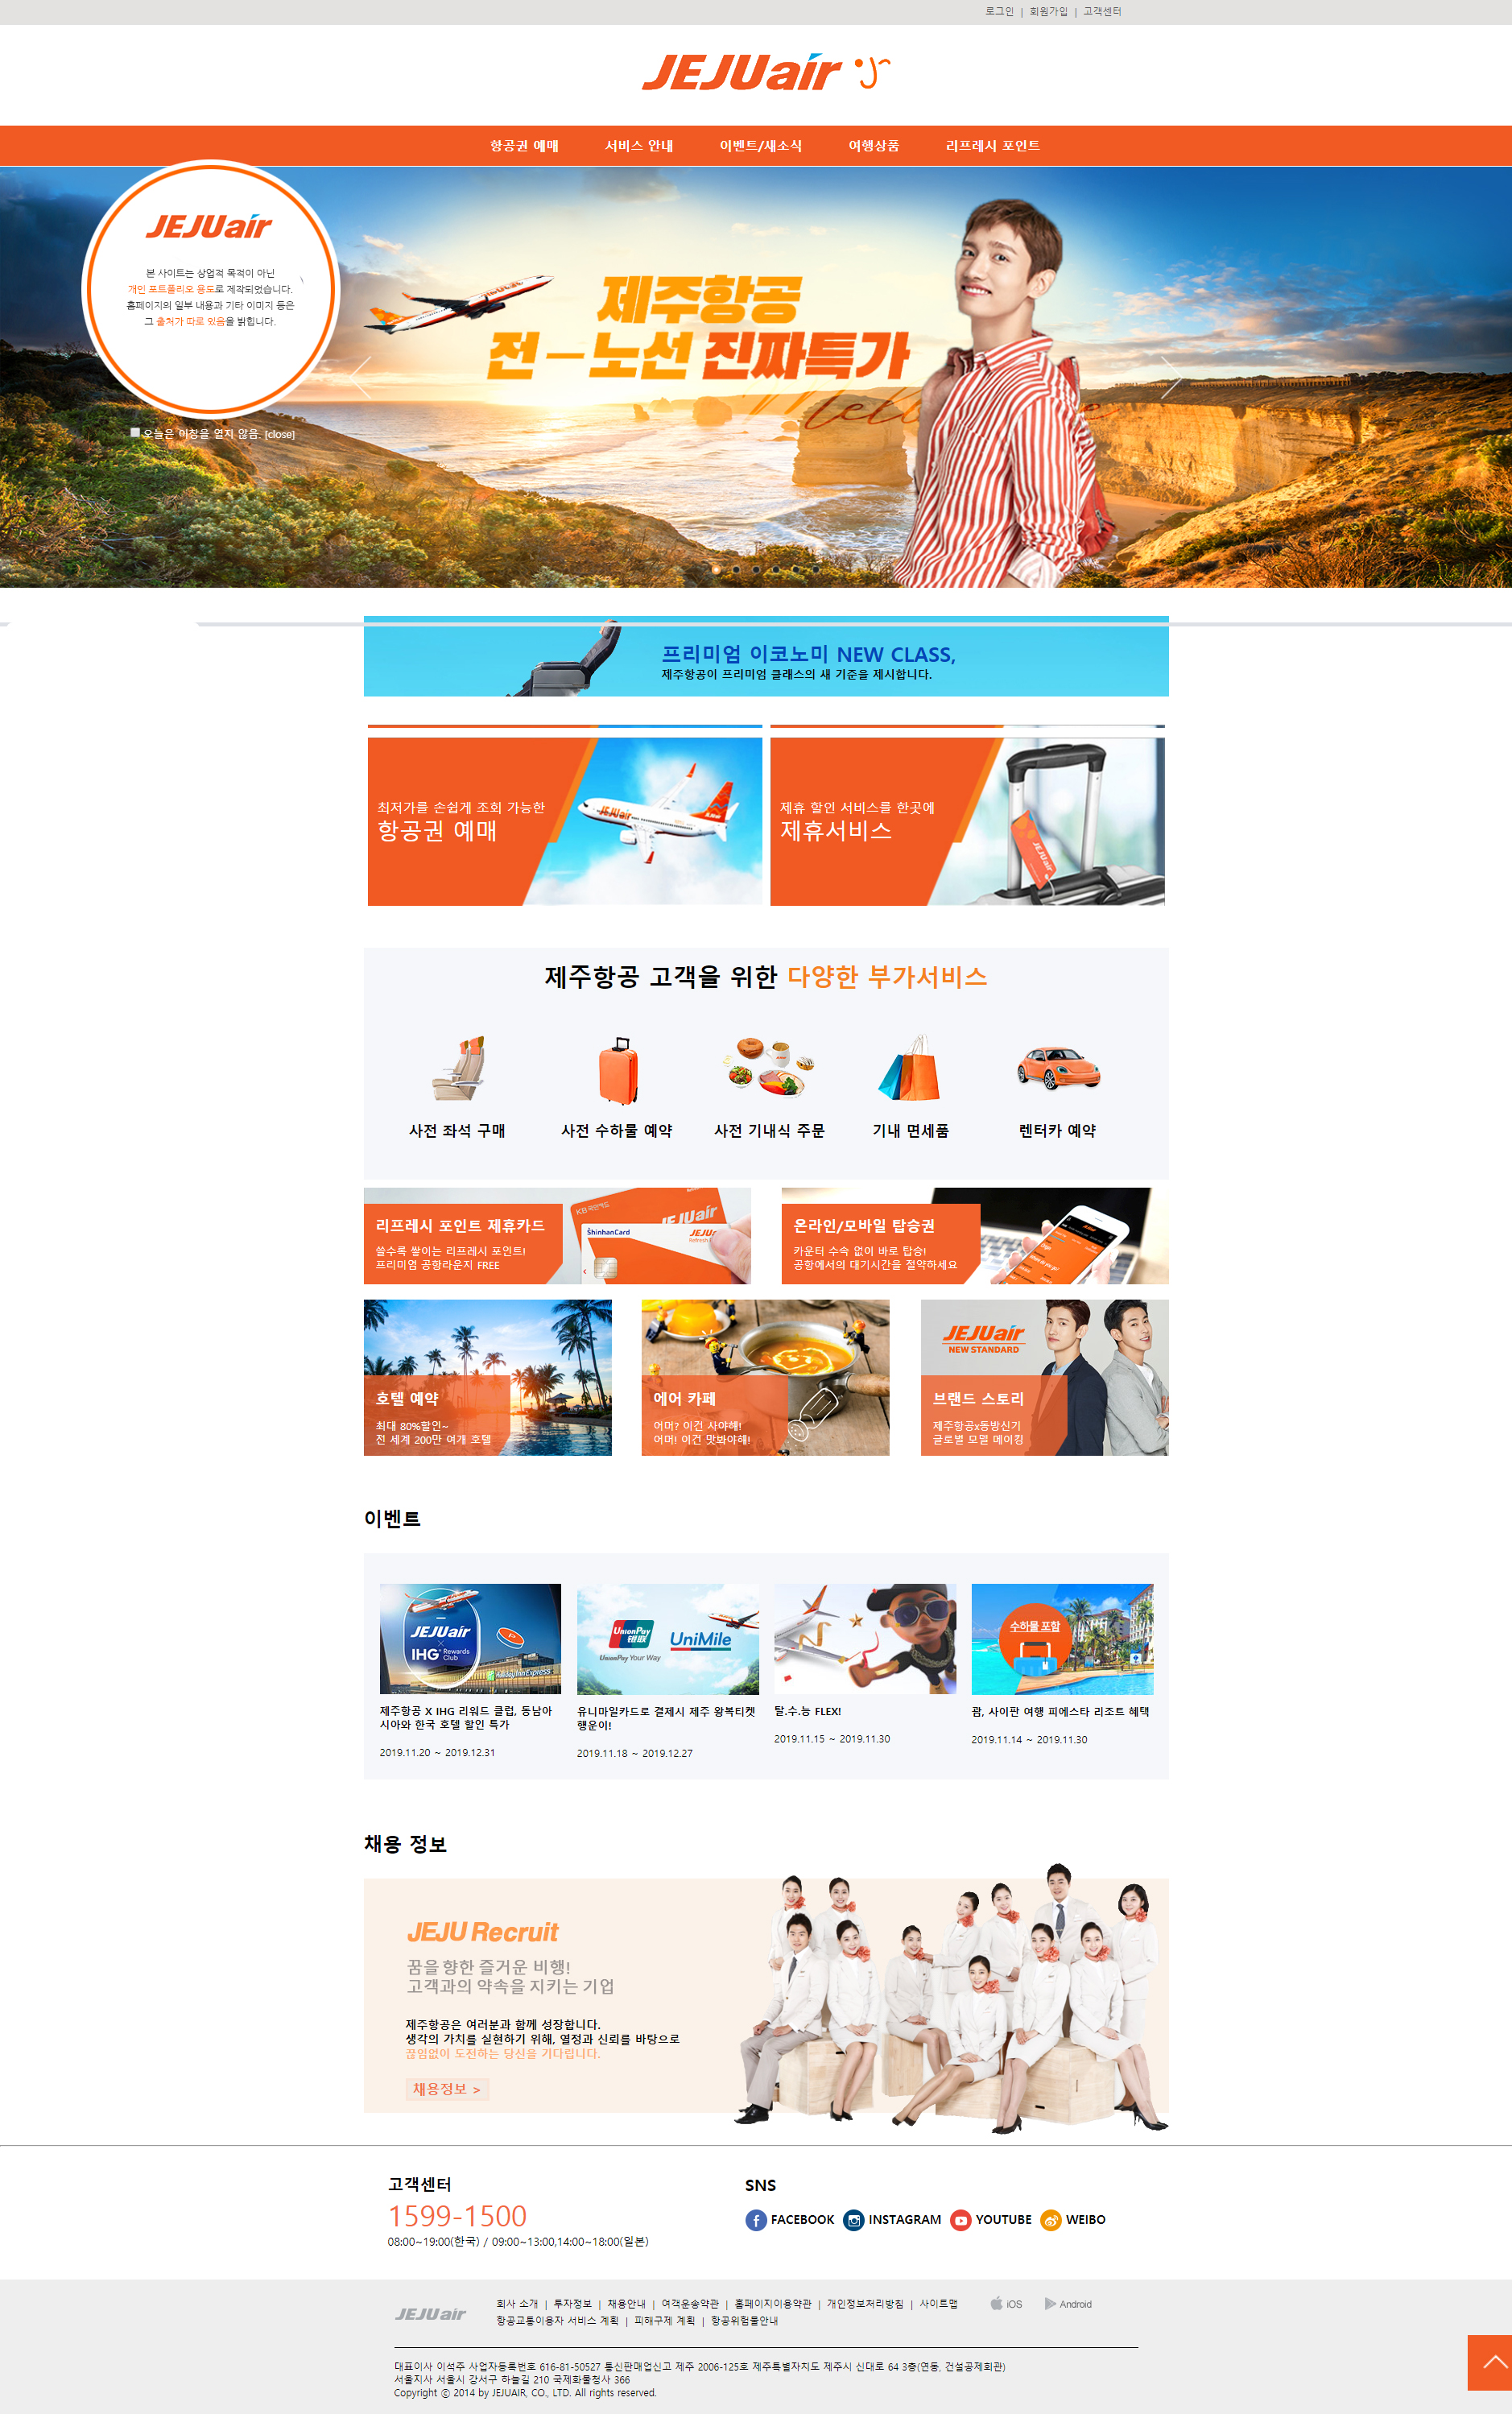 로그인 | 회원가입 | 고객센터
JEJUair
항공권 예매 서비스 안내 이벤트/새소식 여행상품 리프레시 포인트
JEJUair
본 사이트는 상업적 목적이 아닌
개인 포트폴리오 용도로 제작되었습니다.
홈페이지의 일부 내용과 기타 이미지 등은
그 출처가 따로 있음을 밝힙니다.
오늘은 이창을 열지 않음. [close]
제주항공
전-노선 진짜특가
프리미엄 이코노미 NEW CLASS,
제주항공이 프리미엄 클래스의 새 기준을 제시합니다.
최저가를 손쉽게 조회 가능한
항공권 예매
JEJUair
제휴 할인 서비스를 한곳에
제휴서비스
JEJUair
제주항공 고객을 위한 다양한 부가서비스
사전 좌석 구매
사전 수하물 예약
사전 기내식 주문
기내 면세품
렌터카 예약
리프레시 포인트 제휴카드
쓸수록 쌓이는 리프레시 포인트!
프리미엄 공항라운지 FREE
KB국민카드
JEJUair
ShinhanCard
온라인/모바일 탑승권
카운터 수속 없이 바로 탑승!
공항에서의 대기시간을 절약하세요
호텔 예약
최대 80%할인~
전 세계 200만 여개 호텔
에어 카페
어머? 이건 사야해!
어머! 이건 맛봐야해!
JEJUair
NEW STANDARD
브랜드 스토리
제주항공x동방신기
글로벌 모델 메이킹
이벤트
JEJUair
×
IHG Rewards Club
Holiday Inn Express
제주항공 X IHG 리워드 클럽, 동남아
시아와 한국 호텔 할인 특가
2019.11.20 ~ 2019.12.31
UnionPay
银联
UniMile
UnionPay Your Way
유니마일카드로 결제시 제주 왕복티켓
행운이!
2019.11.18 ~ 2019.12.27
탈.수.능 FLEX!
2019.11.15 ~ 2019.11.30
수하물 포함
괌, 사이판 여행 피에스타 리조트 혜택
2019.11.14 ~ 2019.11.30
채용 정보
JEJU Recruit
꿈을 향한 즐거운 비행!
고객과의 약속을 지키는 기업
제주항공은 여러분과 함께 성장합니다.
생각의 가치를 실현하기 위해, 열정과 신뢰를 바탕으로
끊임없이 도전하는 당신을 기다립니다.
채용정보 >
고객센터
1599-1500
08:00~19:00(한국) / 09:00~13:00,14:00~18:00(일본)
SNS
FACEBOOK INSTAGRAM YOUTUBE WEIBO
JEJUair
회사 소개 | 투자정보 | 채용안내 | 여객운송약관 | 홈페이지이용약관 | 개인정보처리방침 | 사이트맵
항공교통이용자 서비스 계획 | 피해구제 계획 | 항공위험물안내
iOS Android
대표이사 이석주 사업자등록번호 616-81-50527 통신판매업신고 제주 2006-125호 제주특별자치도 제주시 신대로 64 3층(연동, 건설공제회관)
서울지사 서울시 강서구 하늘길 210 국제화물청사 366
Copyright ⓒ 2014 by JEJUAIR, CO., LTD. All rights reserved.